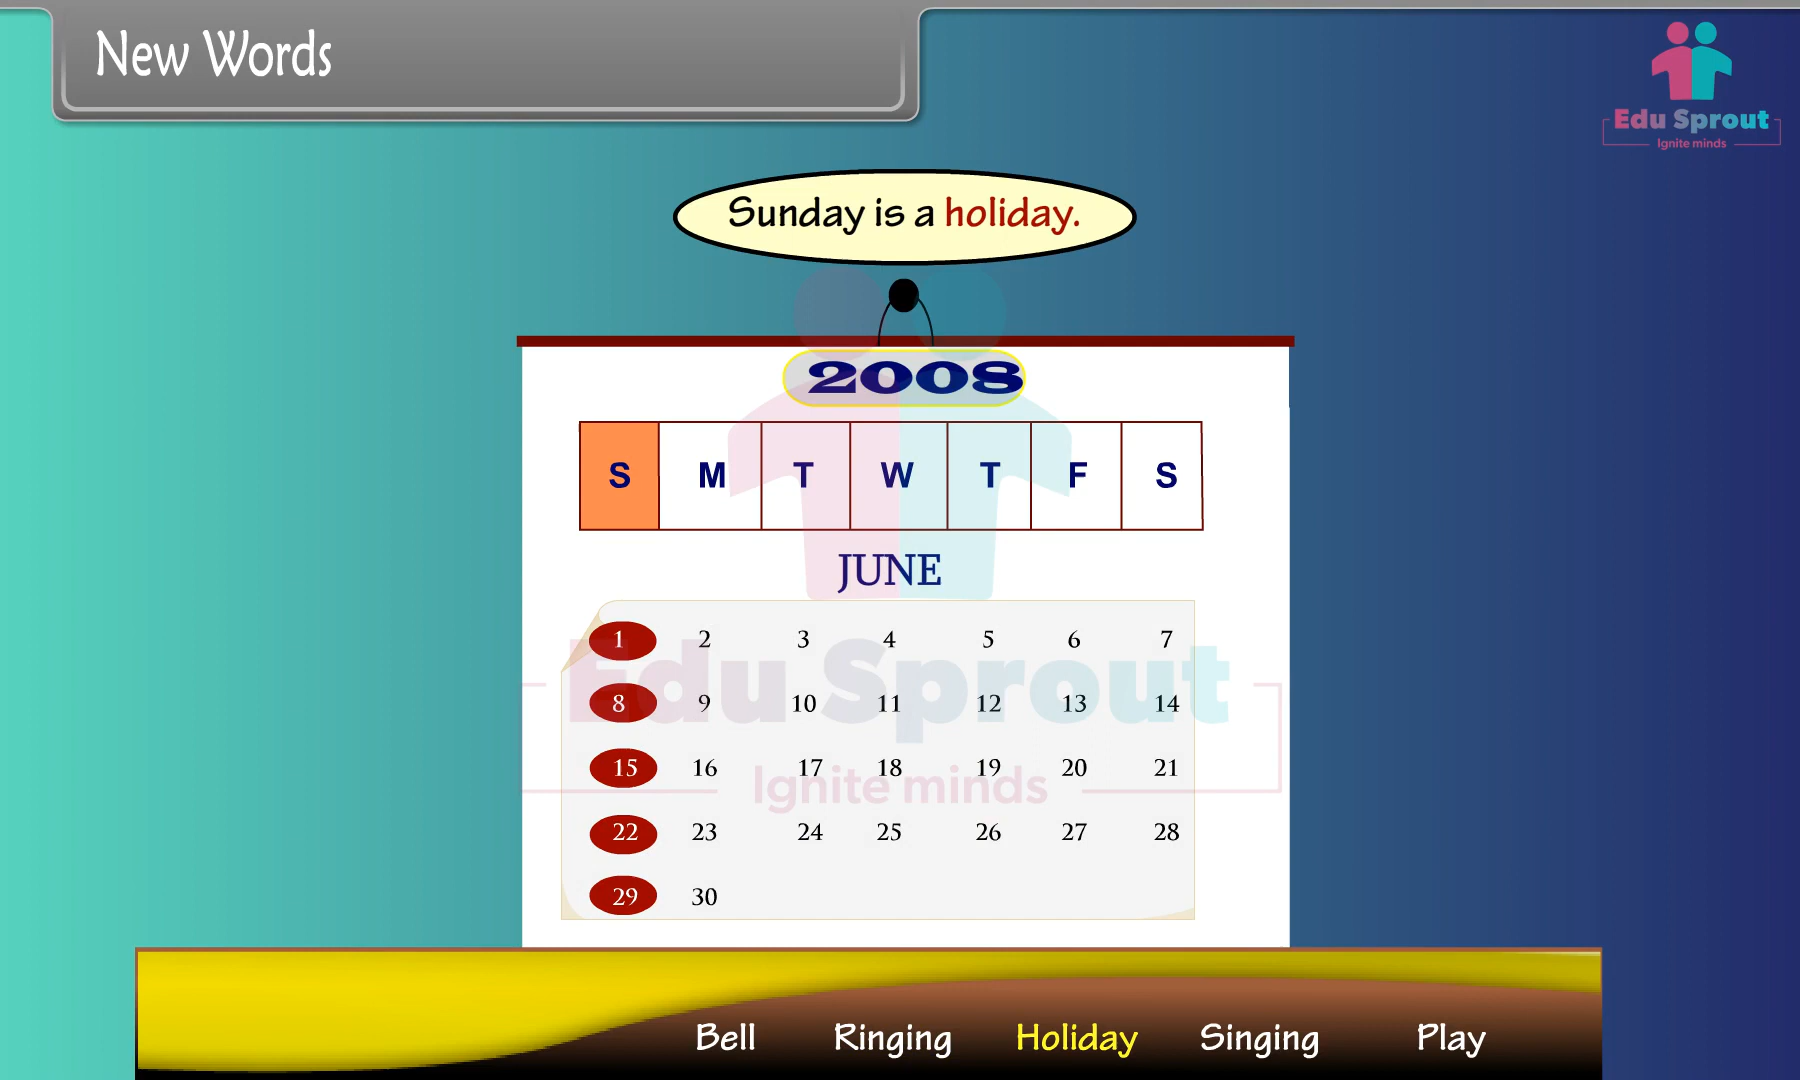 New Words
Edu Sprout
Ignite minds
Sunday is a holiday.
2008
S M T W T F S
JUNE
1 2 3 4 5 6 7
8 9 10 11 12 13 14
15 16 17 18 19 20 21
22 23 24 25 26 27 28
29 30
Edu Sprout
Ignite minds
Bell Ringing Holiday Singing Play